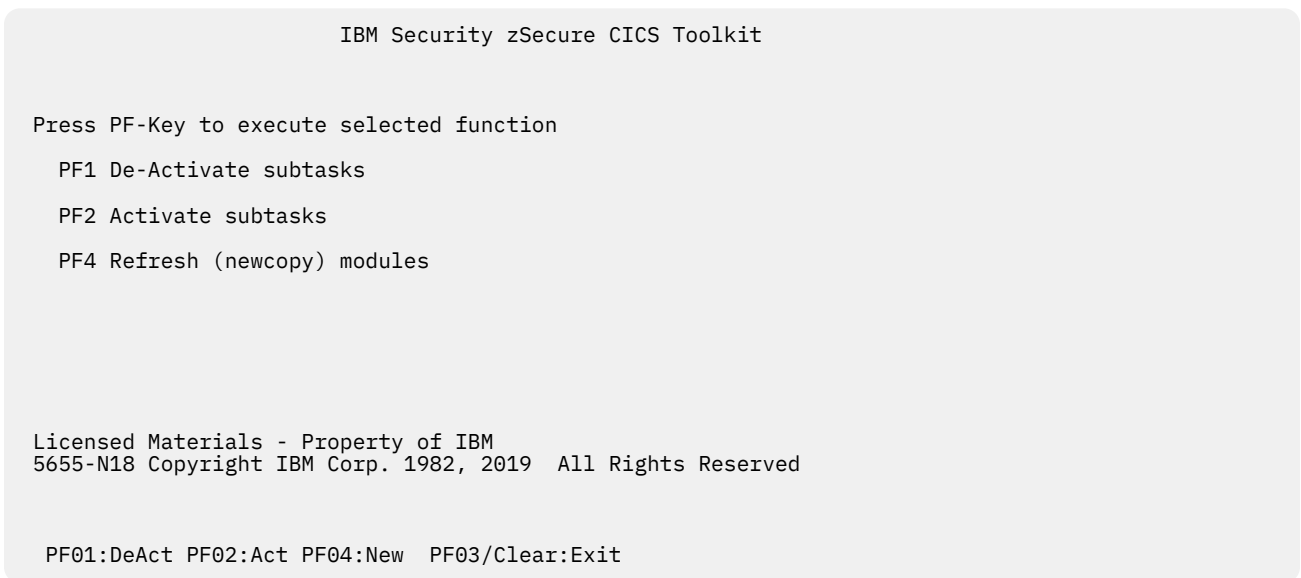 IBM Security zSecure CICS Toolkit
Press PF-Key to execute selected function
PF1 De-Activate subtasks
PF2 Activate subtasks
PF4 Refresh (newcopy) modules
Licensed Materials - Property of IBM
5655-N18 Copyright IBM Corp. 1982, 2019  All Rights Reserved
PF01:DeAct PF02:Act PF04:New  PF03/Clear:Exit